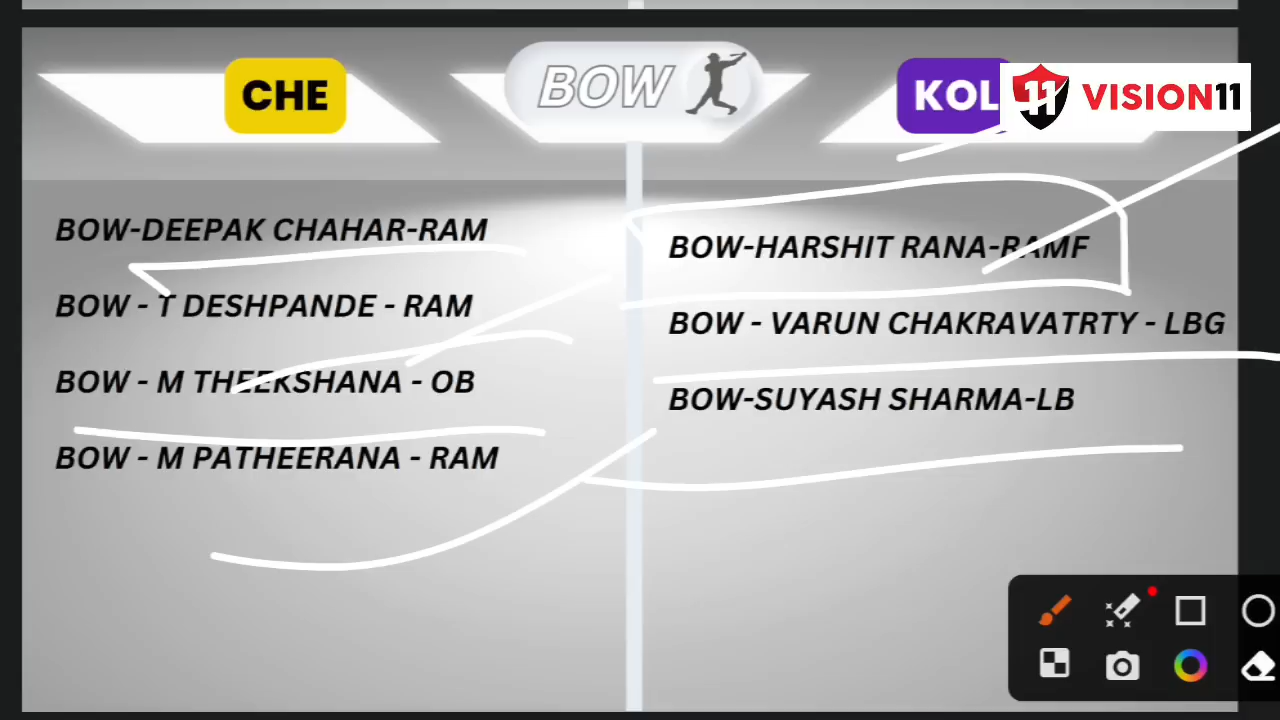 CHE
BOW
KOL
11 VISION11
BOW-DEEPAK CHAHAR-RAM
BOW - T DESHPANDE - RAM
BOW - M THEEKSHANA - OB
BOW - M PATHEERANA - RAM
BOW-HARSHIT RANA-RAMF
BOW - VARUN CHAKRAVATRTY - LBG
BOW-SUYASH SHARMA-LB